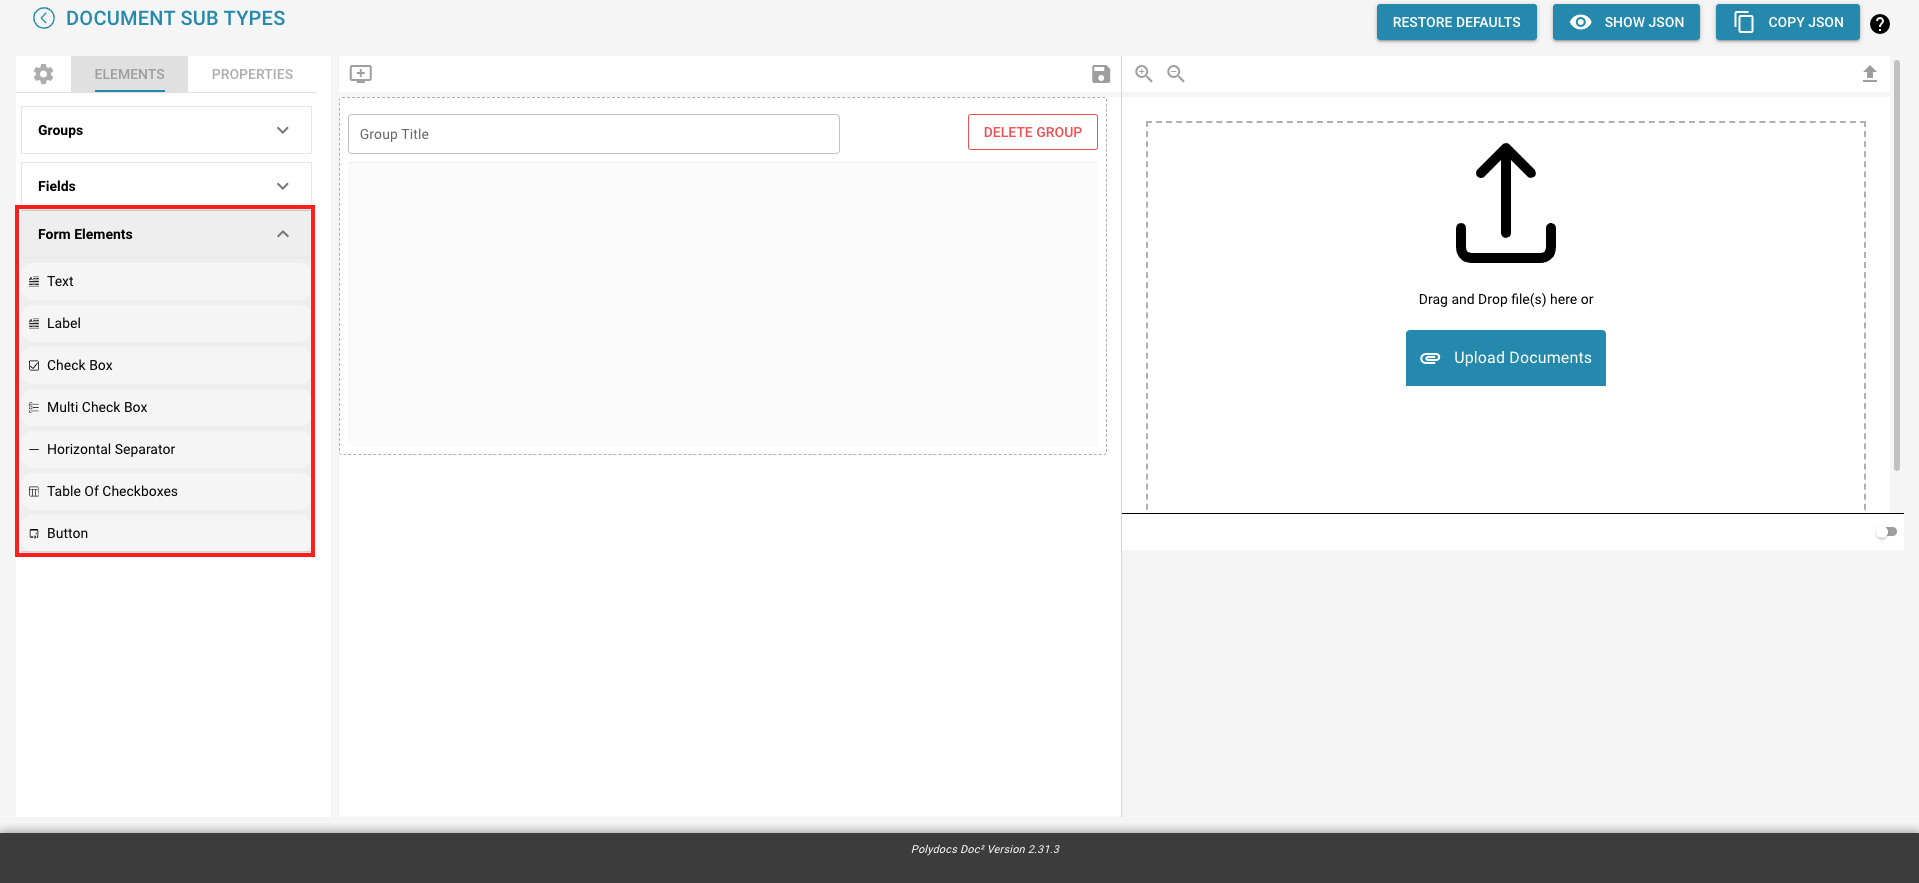 DOCUMENT SUB TYPES
RESTORE DEFAULTS
SHOW JSON
COPY JSON
?
ELEMENTS
PROPERTIES
Groups
Fields
Form Elements
Text
Label
Check Box
Multi Check Box
Horizontal Separator
Table Of Checkboxes
Button
Group Title
DELETE GROUP
Drag and Drop file(s) here or
Upload Documents
Polydocs Doc² Version 2.31.3